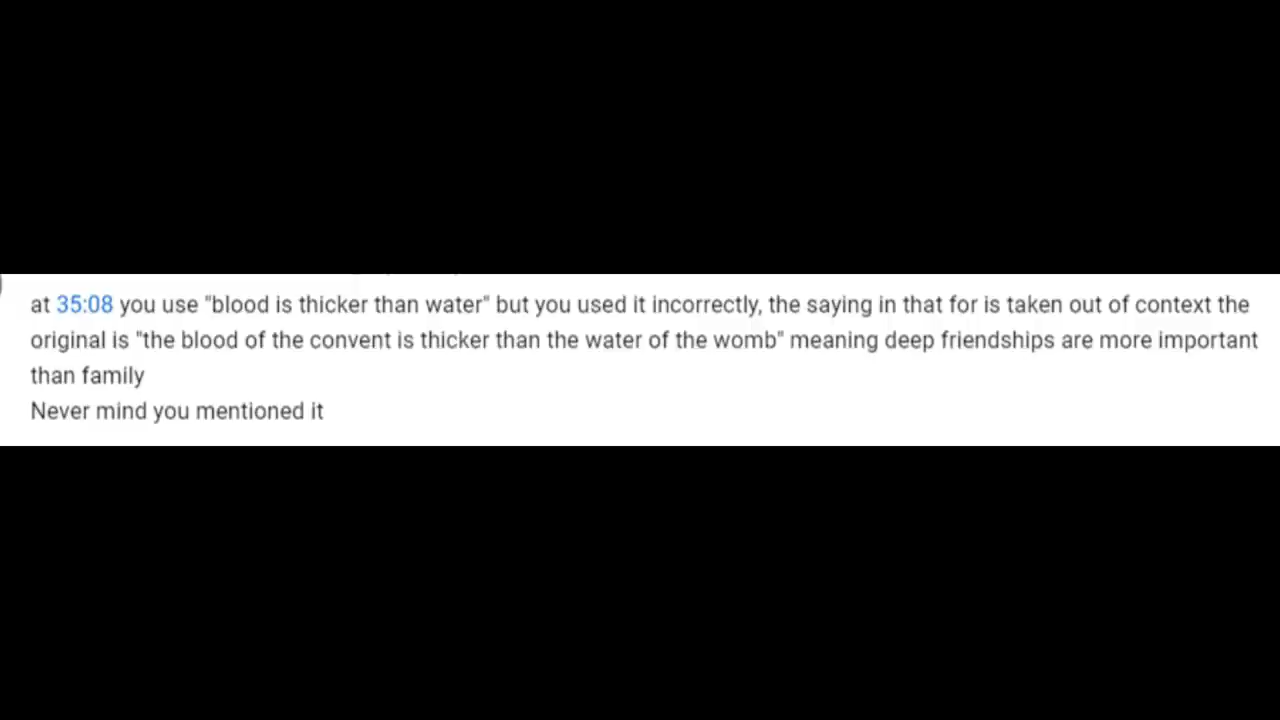 at 35:08 you use "blood is thicker than water" but you used it incorrectly, the saying in that for is taken out of context the
original is "the blood of the convent is thicker than the water of the womb" meaning deep friendships are more important
than family
Never mind you mentioned it